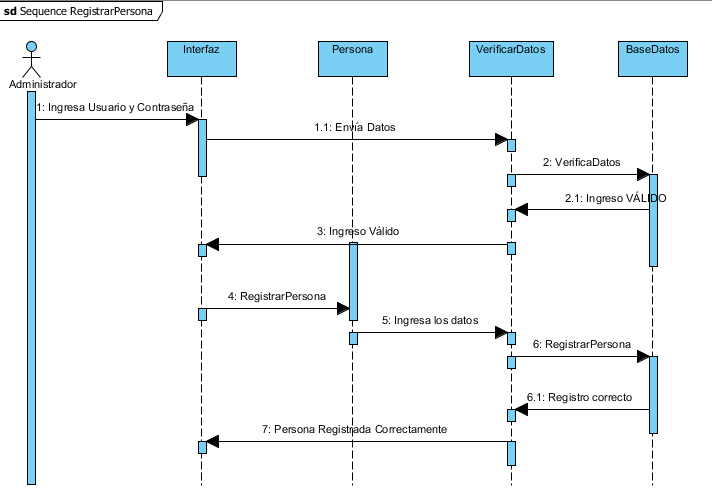 sd Sequence RegistrarPersona
Interfaz
Persona
VerificarDatos
BaseDatos
Administrador
1: Ingresa Usuario y Contraseña
1.1: Envía Datos
2: VerificaDatos
2.1: Ingreso VÁLIDO
3: Ingreso Válido
4: RegistrarPersona
5: Ingresa los datos
6: RegistrarPersona
6.1: Registro correcto
7: Persona Registrada Correctamente